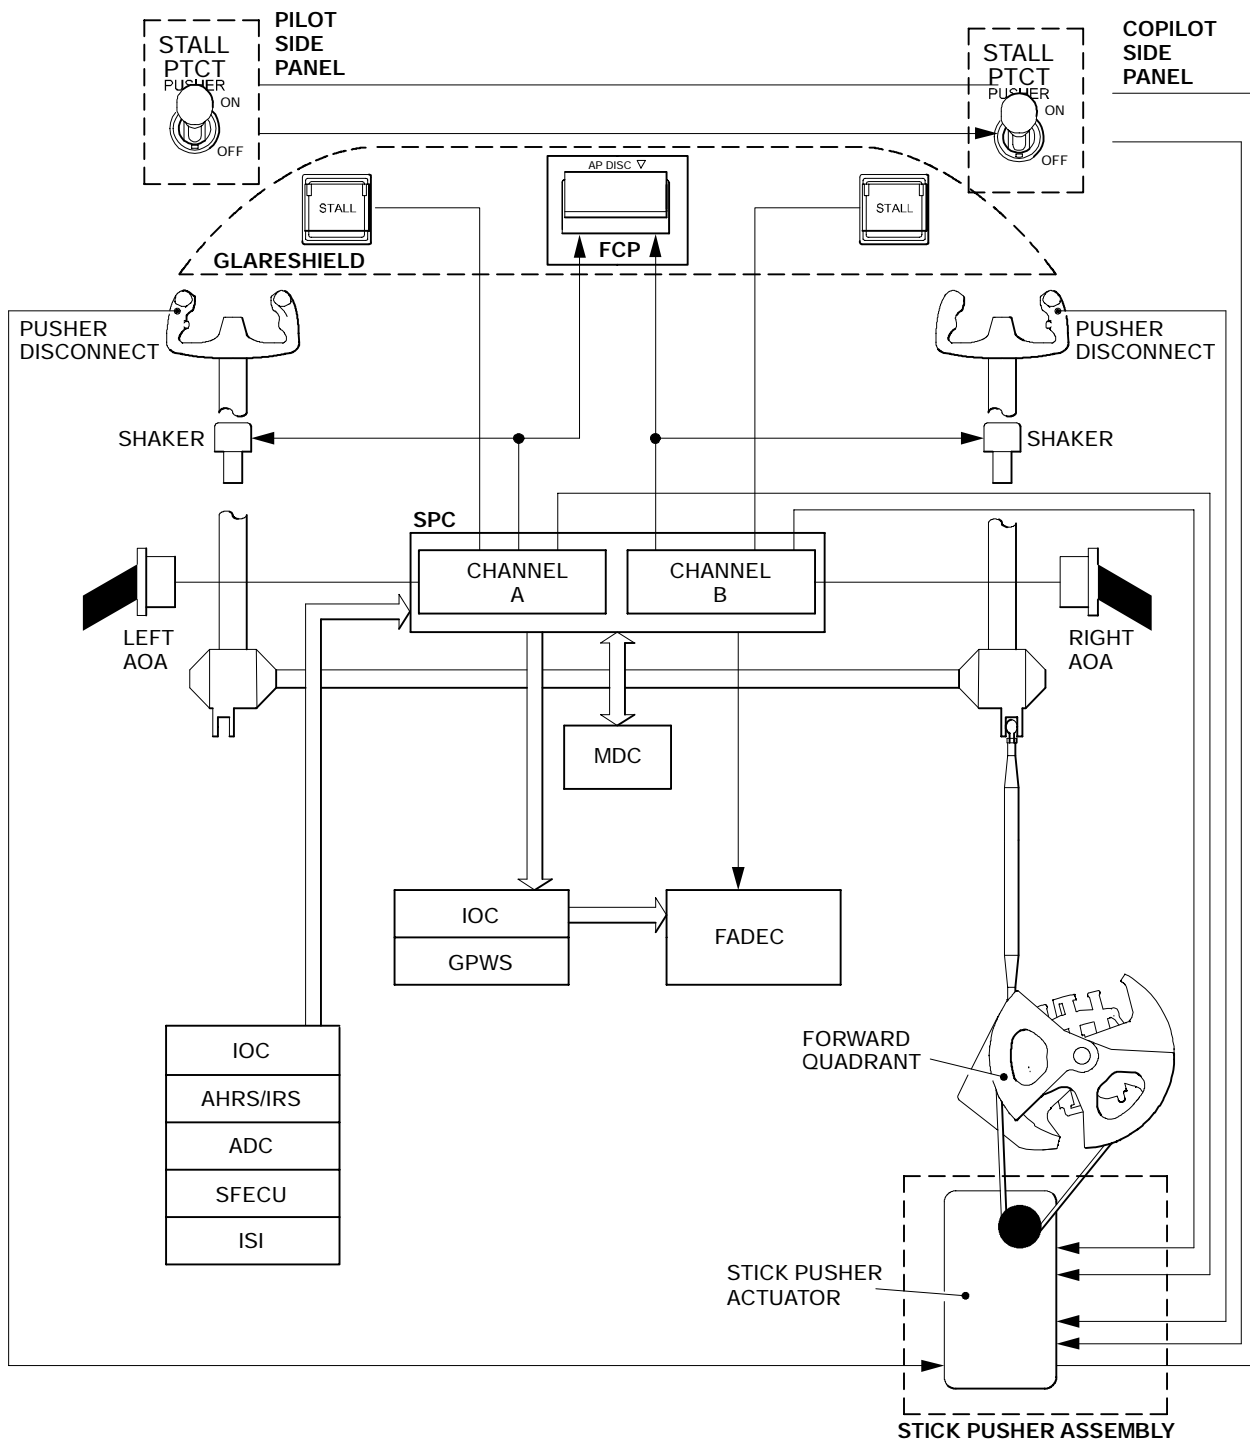 PILOT
SIDE
PANEL
STALL
PTCT
PUSHER
ON
OFF
COPILOT
SIDE
PANEL
STALL
PTCT
PUSHER
ON
OFF
AP DISC ▽
STALL
STALL
FCP
GLARESHIELD
PUSHER
DISCONNECT
PUSHER
DISCONNECT
SHAKER
SHAKER
SPC
CHANNEL
A
CHANNEL
B
LEFT
AOA
RIGHT
AOA
MDC
IOC
GPWS
FADEC
IOC
AHRS/IRS
ADC
SFECU
ISI
FORWARD
QUADRANT
STICK PUSHER
ACTUATOR
STICK PUSHER ASSEMBLY